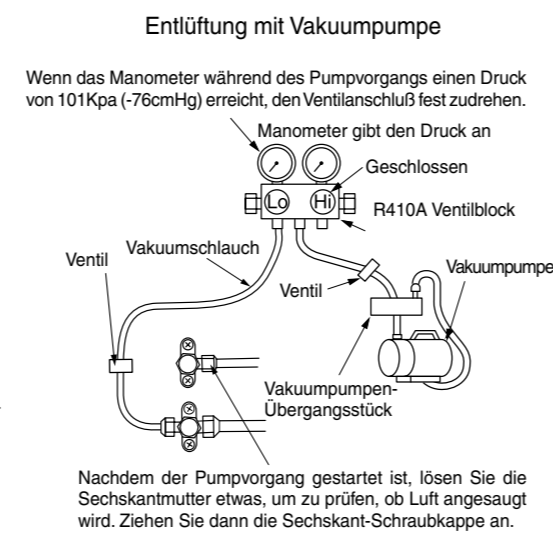 Entlüftung mit Vakuumpumpe
Wenn das Manometer während des Pumpvorgangs einen Druck
von 101Kpa (-76cmHg) erreicht, den Ventilanschluß fest zudrehen.
Manometer gibt den Druck an
Geschlossen
Lo Hi
R410A Ventilblock
Vakuumschlauch
Ventil
Ventil
Vakuumpumpe
Vakuumpumpen-
Übergangsstück
Nachdem der Pumpvorgang gestartet ist, lösen Sie die
Sechskantmutter etwas, um zu prüfen, ob Luft angesaugt
wird. Ziehen Sie dann die Sechskant-Schraubkappe an.